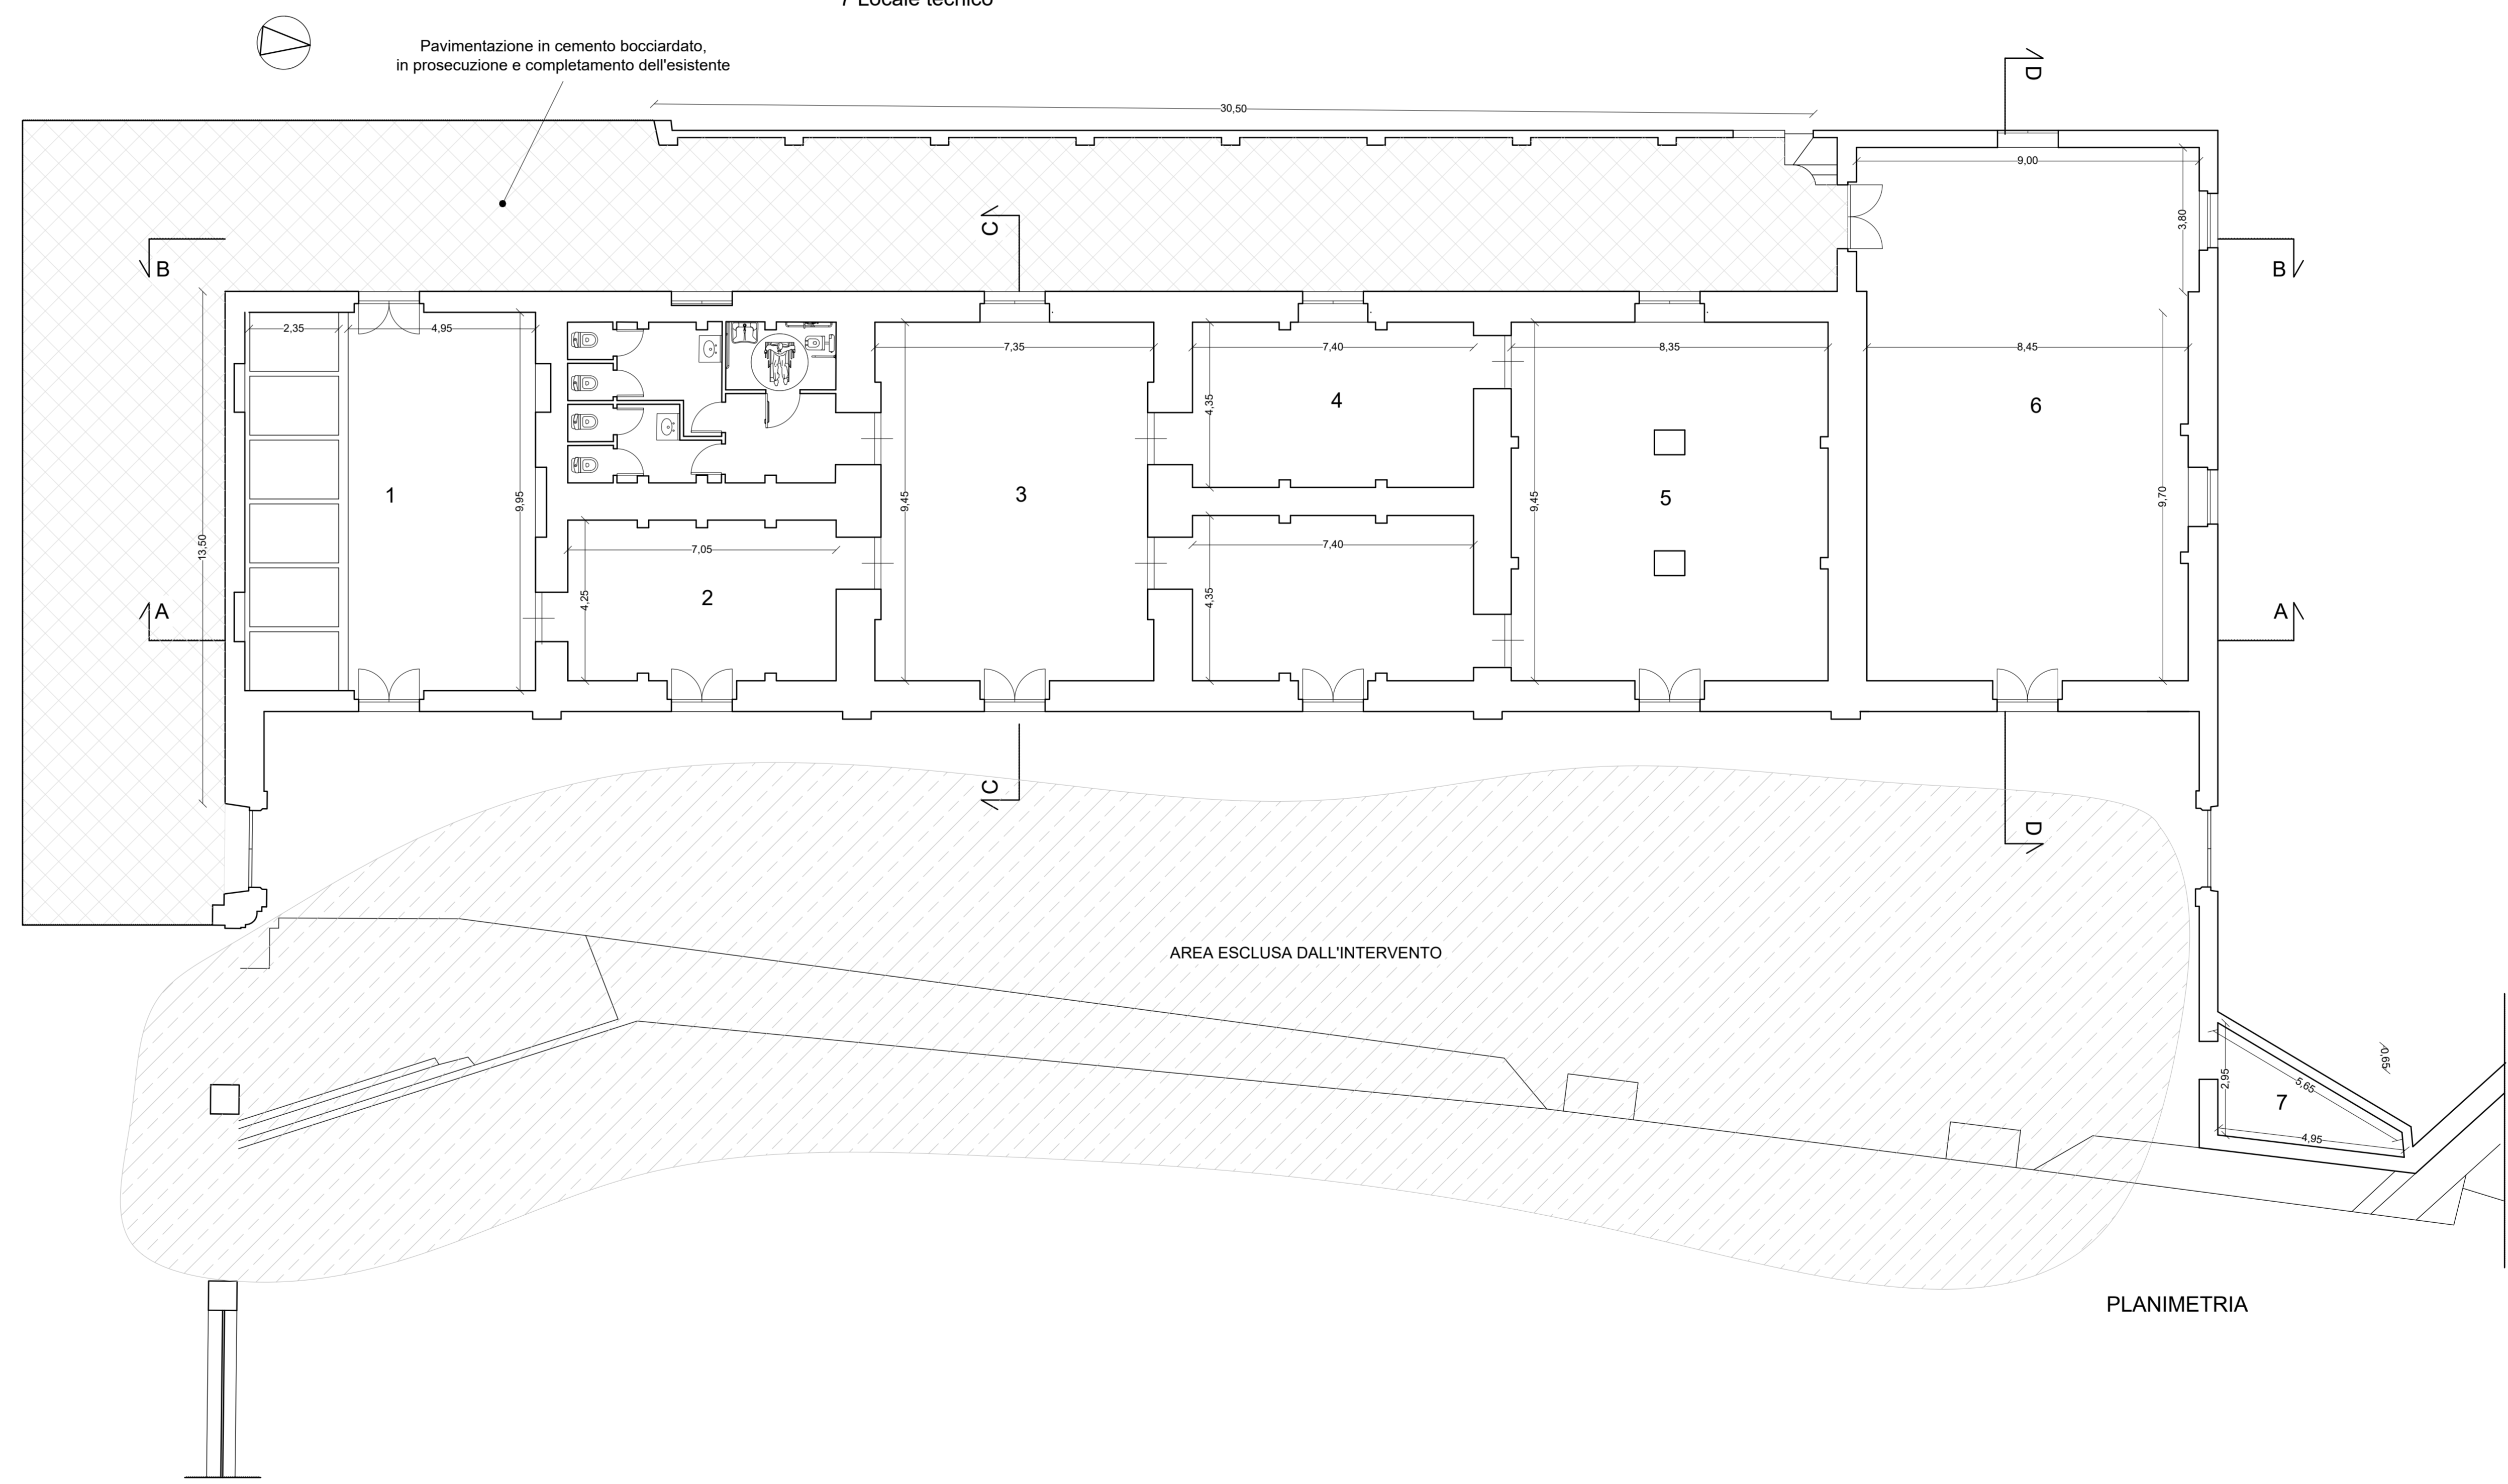 7 Locale tecnico
Pavimentazione in cemento bocciardato,
in prosecuzione e completamento dell'esistente
D
30,50
9,00
3,80
C
B
B
2,35
4,95
7,35
7,40
8,35
8,45
4,35
4
6
1
9,95
3
9,45
5
9,45
9,70
13,50
7,05
7,40
4,25
2
4,35
A
A
C
D
AREA ESCLUSA DALL'INTERVENTO
0,65
2,95
5,65
7
4,95
PLANIMETRIA